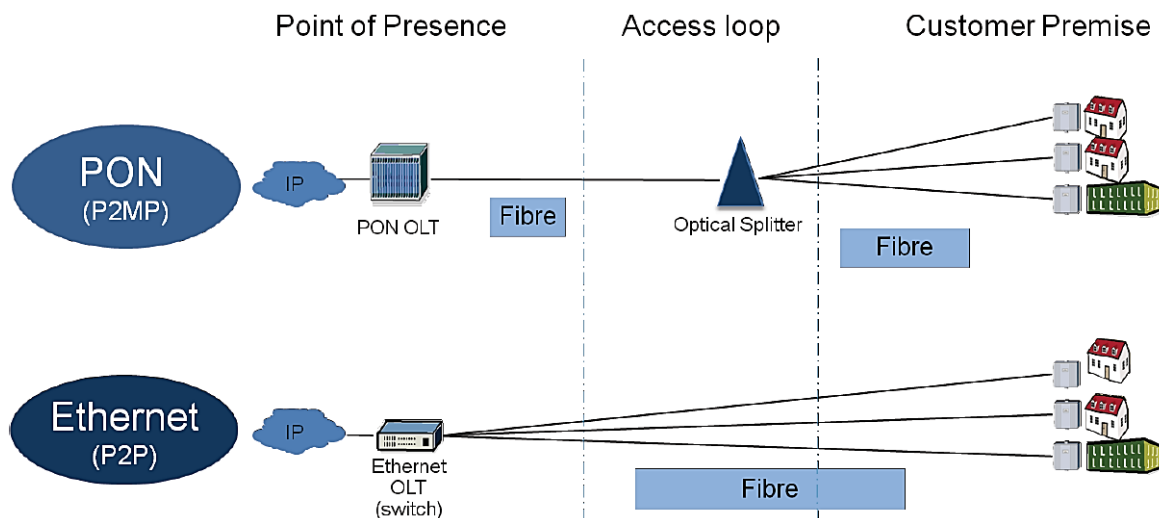 Point of Presence
Access loop
Customer Premise
PON
(P2MP)
IP
PON OLT
Fibre
Optical Splitter
Fibre
Ethernet
(P2P)
IP
Ethernet
OLT
(switch)
Fibre